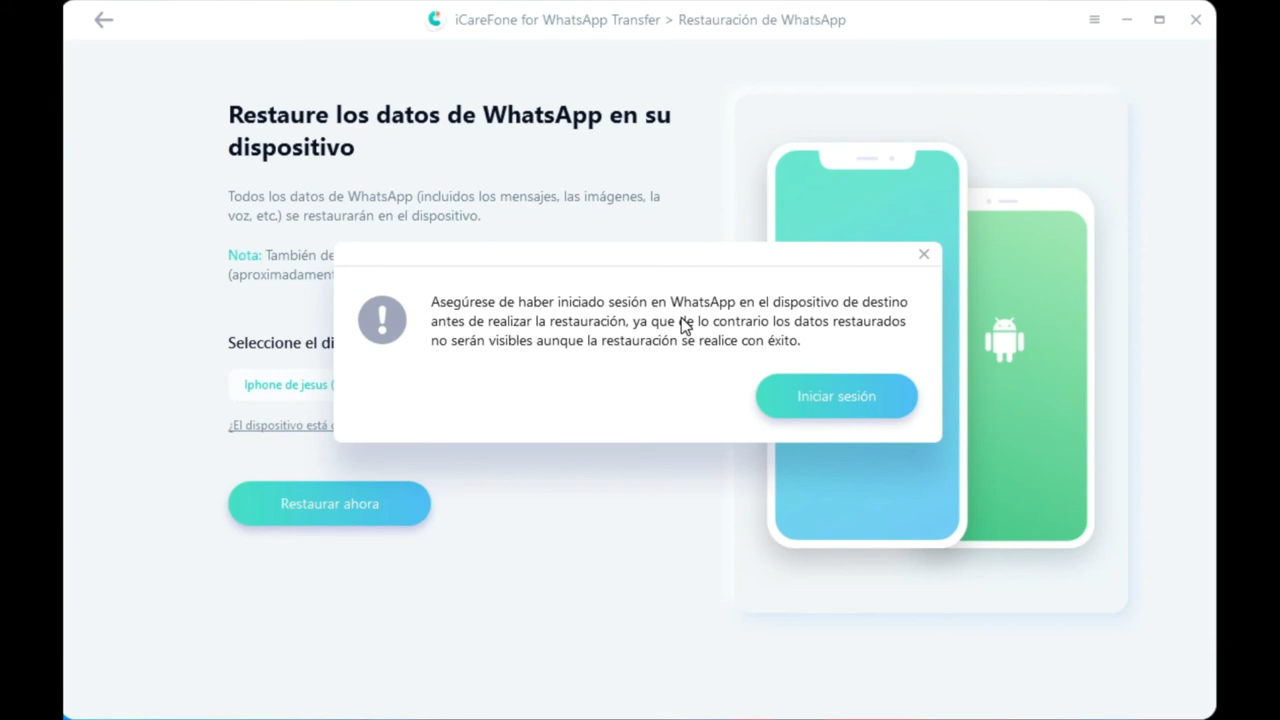 iCareFone for WhatsApp Transfer > Restauración de WhatsApp
Restaure los datos de WhatsApp en su
dispositivo
Todos los datos de WhatsApp (incluidos los mensajes, las imágenes, la
voz, etc.) se restaurarán en el dispositivo.
Nota: También de
(aproximadament
Asegúrese de haber iniciado sesión en WhatsApp en el dispositivo de destino
antes de realizar la restauración, ya que de lo contrario los datos restaurados
no serán visibles aunque la restauración se realice con éxito.
Seleccione el di
Iphone de jesus (
¿El dispositivo está
Iniciar sesión
Restaurar ahora